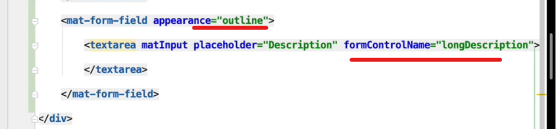 <mat-form-field appearance="outline">
<textarea matInput placeholder="Description" formControlName="longDescription">
</textarea>
</mat-form-field>
</div>